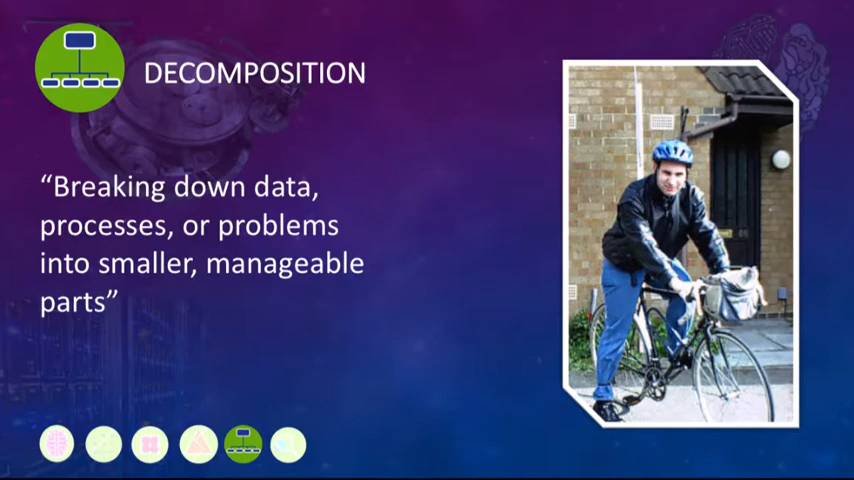 DECOMPOSITION
“Breaking down data,
processes, or problems
into smaller, manageable
parts”